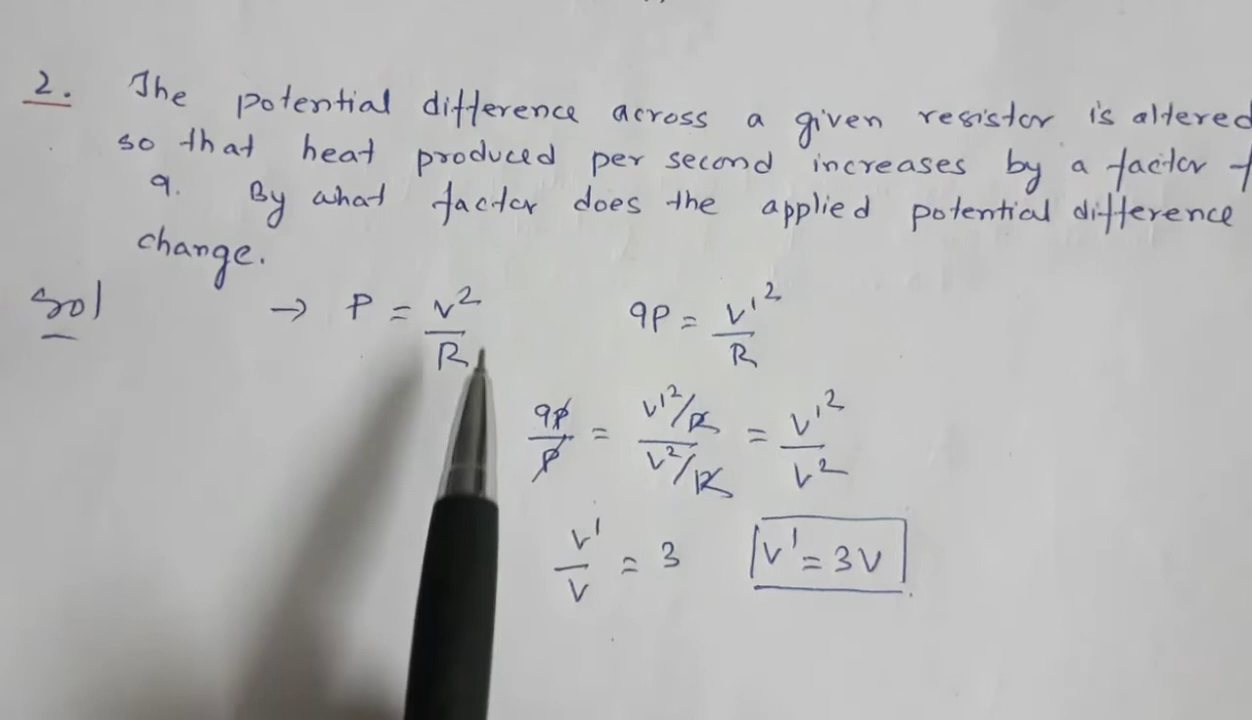 2. The potential difference across a given resistor is altered
so that heat produced per second increases by a factor
9. By what factor does the applied potential difference
change.
Sol → P = V²/R 9P = V'²/R
9P/P = (V'²/R)/(V²/R) = V'²/V²
V'/V = 3 V' = 3V